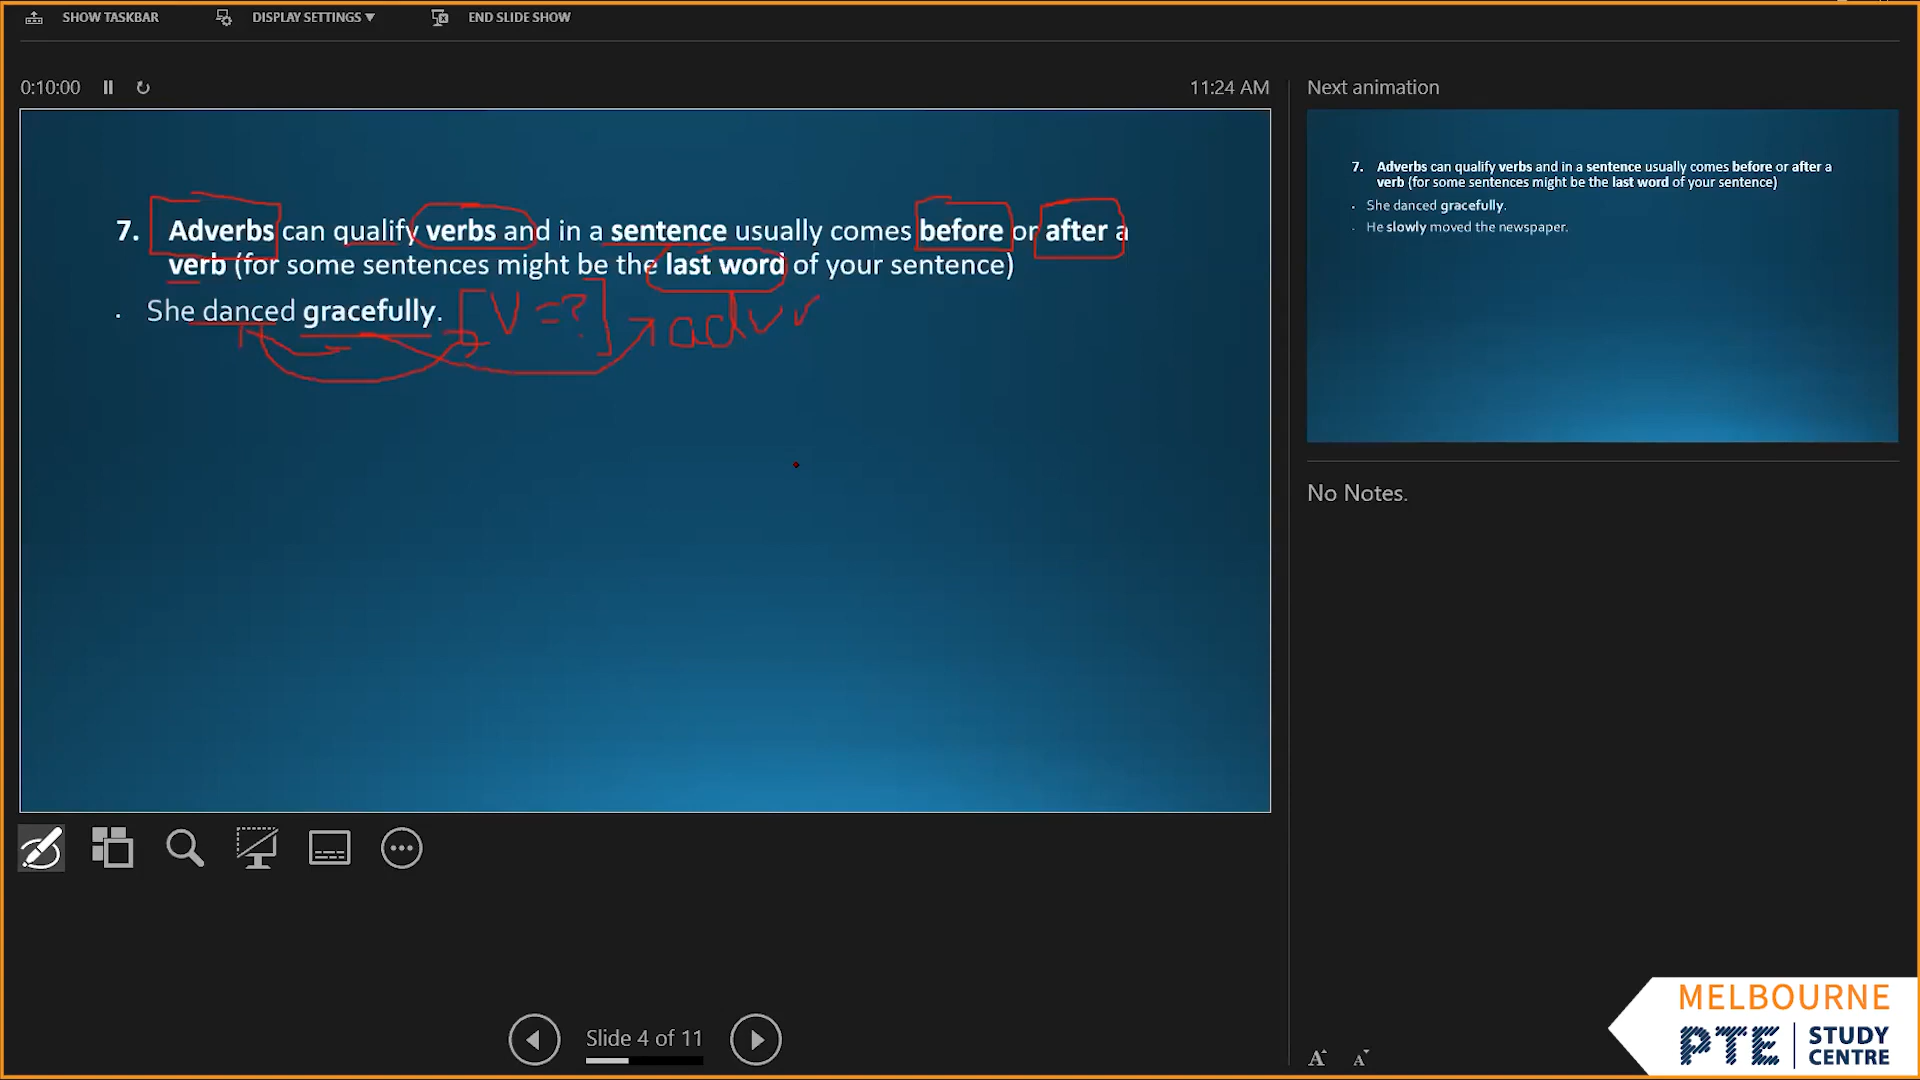 SHOW TASKBAR DISPLAY SETTINGS ▼ END SLIDE SHOW
0:10:00 11:24 AM
7. Adverbs can qualify verbs and in a sentence usually comes before or after a
verb (for some sentences might be the last word of your sentence)
· She danced gracefully. [V=?]
Slide 4 of 11
Next animation
7. Adverbs can qualify verbs and in a sentence usually comes before or after a
verb (for some sentences might be the last word of your sentence)
· She danced gracefully.
· He slowly moved the newspaper.
No Notes.
A A
MELBOURNE
PTE STUDY
CENTRE